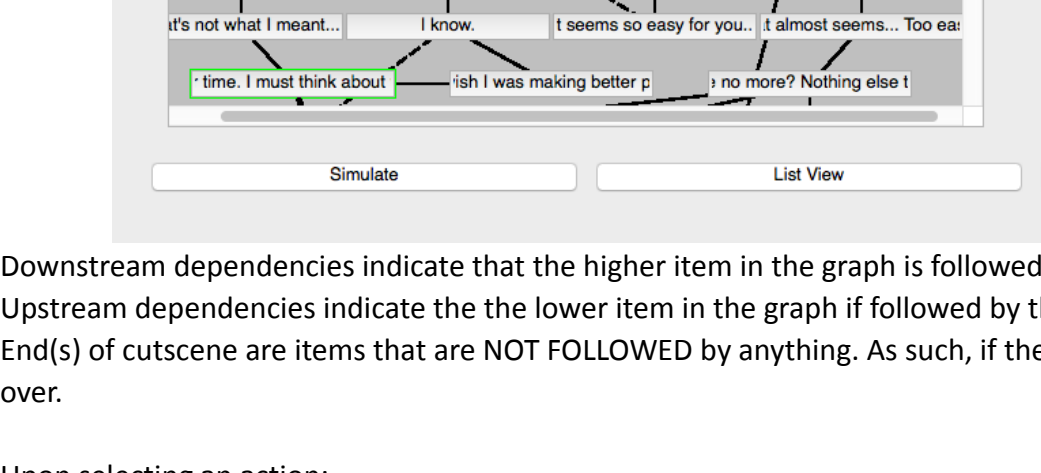 it's not what I meant... I know. t seems so easy for you.. it almost seems... Too eas
r time. I must think about ish I was making better p e no more? Nothing else t
Simulate List View
Downstream dependencies indicate that the higher item in the graph is followed
Upstream dependencies indicate the the lower item in the graph if followed by th
End(s) of cutscene are items that are NOT FOLLOWED by anything. As such, if the
over.
Upon selecting an action: